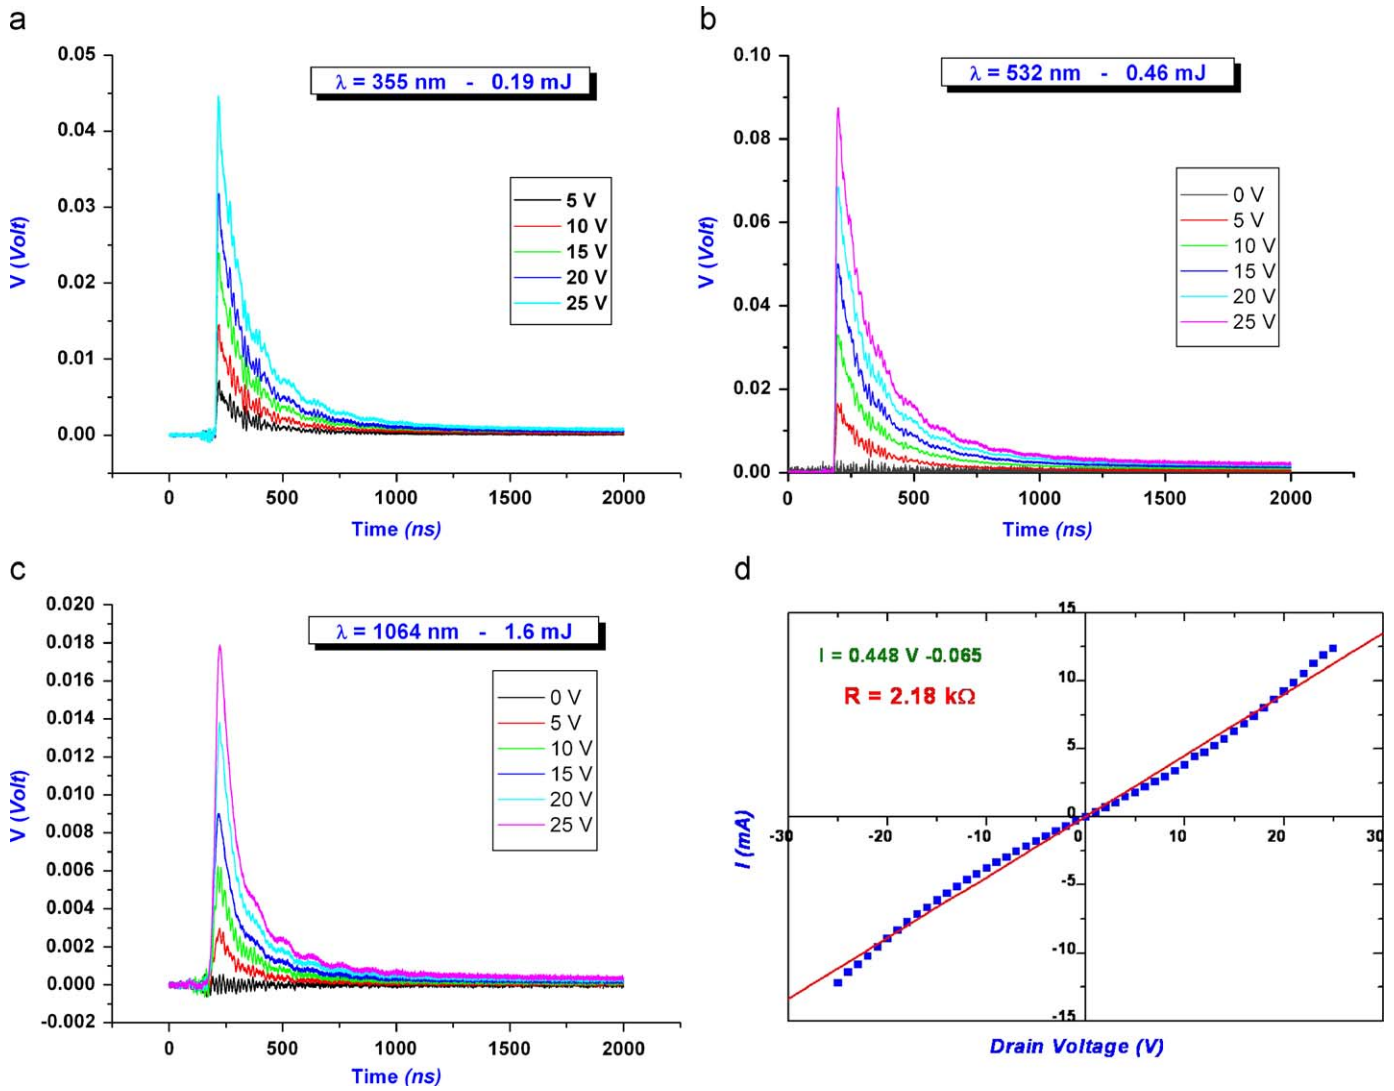 a
λ = 355 nm - 0.19 mJ
0.05
0.04
0.03
0.02
0.01
0.00
V (Volt)
5 V
10 V
15 V
20 V
25 V
0
500
1000
1500
2000
Time (ns)
b
λ = 532 nm - 0.46 mJ
0.10
0.08
0.06
0.04
0.02
0.00
V (Volt)
0 V
5 V
10 V
15 V
20 V
25 V
0
500
1000
1500
2000
Time (ns)
c
λ = 1064 nm - 1.6 mJ
0.020
0.018
0.016
0.014
0.012
0.010
0.008
0.006
0.004
0.002
0.000
-0.002
V (Volt)
0 V
5 V
10 V
15 V
20 V
25 V
0
500
1000
1500
2000
Time (ns)
d
I = 0.448 V -0.065
R = 2.18 kΩ
15
10
5
0
-5
-10
-15
I (mA)
-30
-20
-10
0
10
20
30
Drain Voltage (V)